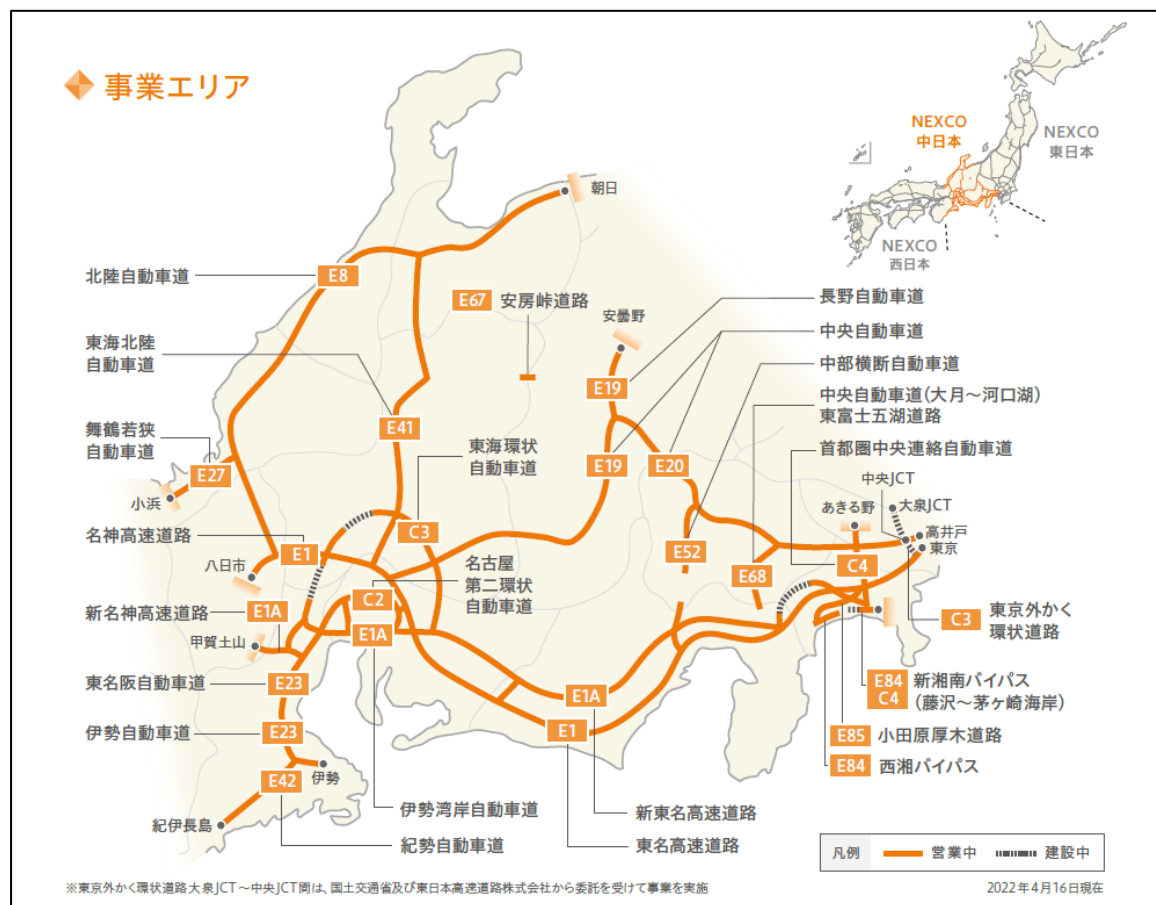 事業エリア
NEXCO
中日本
NEXCO
東日本
NEXCO
西日本
朝日
北陸自動車道
E8
E67
安房峠道路
長野自動車道
安曇野
中央自動車道
東海北陸
自動車道
中部横断自動車道
E19
中央自動車道(大月～河口湖)
東富士五湖道路
E41
舞鶴若狭
自動車道
東海環状
自動車道
首都圏中央連絡自動車道
E27
E19
E20
中央JCT
小浜
あきる野
大泉JCT
高井戸
東京
名神高速道路
E1
C3
E52
C4
八日市
名古屋
第二環状
自動車道
E68
新名神高速道路
E1A
C2
C3
東京外かく
環状道路
甲賀土山
E1A
東名阪自動車道
E23
E84
C4
新湘南バイパス
(藤沢～茅ヶ崎海岸)
E1A
伊勢自動車道
E23
E1
E85
小田原厚木道路
E84
西湘バイパス
伊勢
E42
伊勢湾岸自動車道
新東名高速道路
紀伊長島
紀勢自動車道
東名高速道路
凡例
営業中
建設中
※東京外かく環状道路大泉JCT～中央JCT間は、国土交通省及び東日本高速道路株式会社から委託を受けて事業を実施
2022年4月16日現在